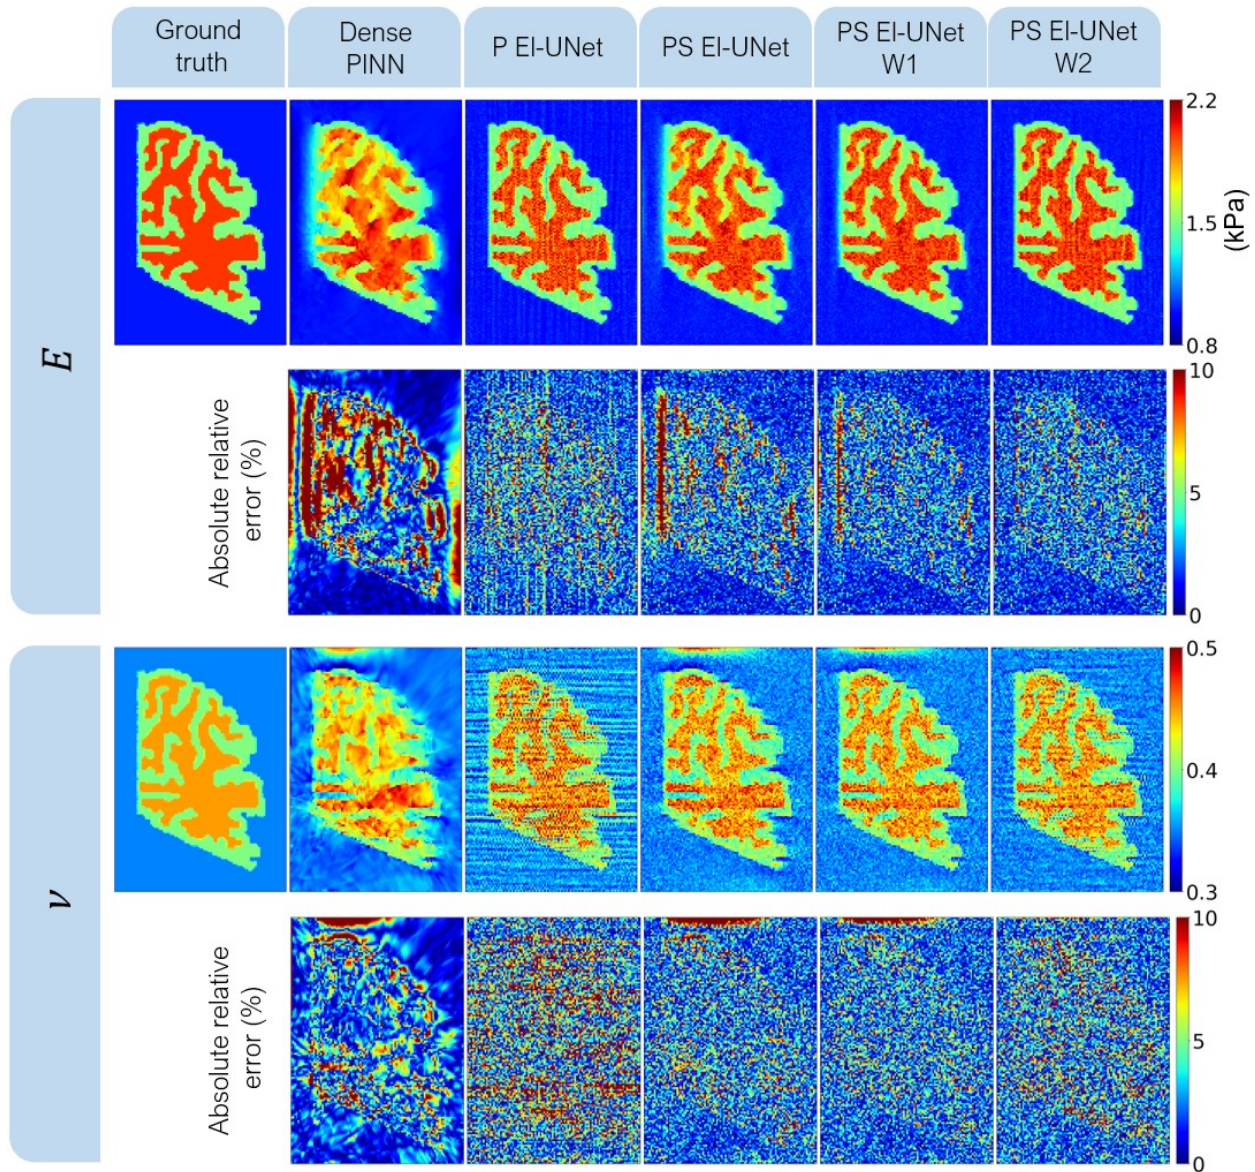 Ground
truth
Dense
PINN
P El-UNet
PS El-UNet
PS El-UNet
W1
PS El-UNet
W2
E
2.2
1.5
0.8
(kPa)
Absolute relative
error (%)
10
5
0
ν
0.5
0.4
0.3
Absolute relative
error (%)
10
5
0